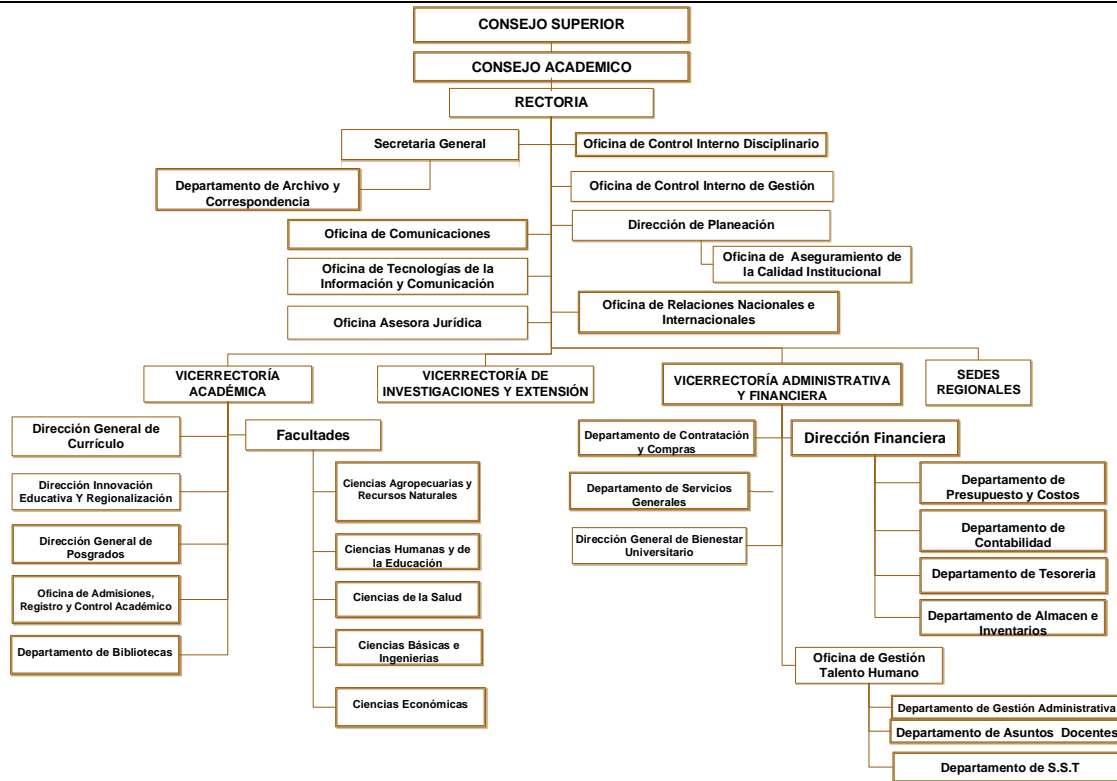 CONSEJO SUPERIOR
CONSEJO ACADEMICO
RECTORIA
Secretaria General
Oficina de Control Interno Disciplinario
Departamento de Archivo y
Correspondencia
Oficina de Control Interno de Gestión
Oficina de Comunicaciones
Dirección de Planeación
Oficina de Aseguramiento de
la Calidad Institucional
Oficina de Tecnologías de la
Información y Comunicación
Oficina Asesora Jurídica
Oficina de Relaciones Nacionales e
Internacionales
VICERRECTORÍA
ACADÉMICA
VICERRECTORÍA DE
INVESTIGACIONES Y EXTENSIÓN
VICERRECTORÍA ADMINISTRATIVA
Y FINANCIERA
SEDES
REGIONALES
Dirección General de
Currículo
Dirección Innovación
Educativa Y Regionalización
Dirección General de
Posgrados
Oficina de Admisiones,
Registro y Control Académico
Departamento de Bibliotecas
Facultades
Ciencias Agropecuarias y
Recursos Naturales
Ciencias Humanas y de
la Educación
Ciencias de la Salud
Ciencias Básicas e
Ingenierias
Ciencias Económicas
Departamento de Contratación
y Compras
Departamento de Servicios
Generales
Dirección General de Bienestar
Universitario
Dirección Financiera
Departamento de
Presupuesto y Costos
Departamento de
Contabilidad
Departamento de Tesoreria
Departamento de Almacen e
Inventarios
Oficina de Gestión
Talento Humano
Departamento de Gestión Administrativa
Departamento de Asuntos Docentes
Departamento de S.S.T